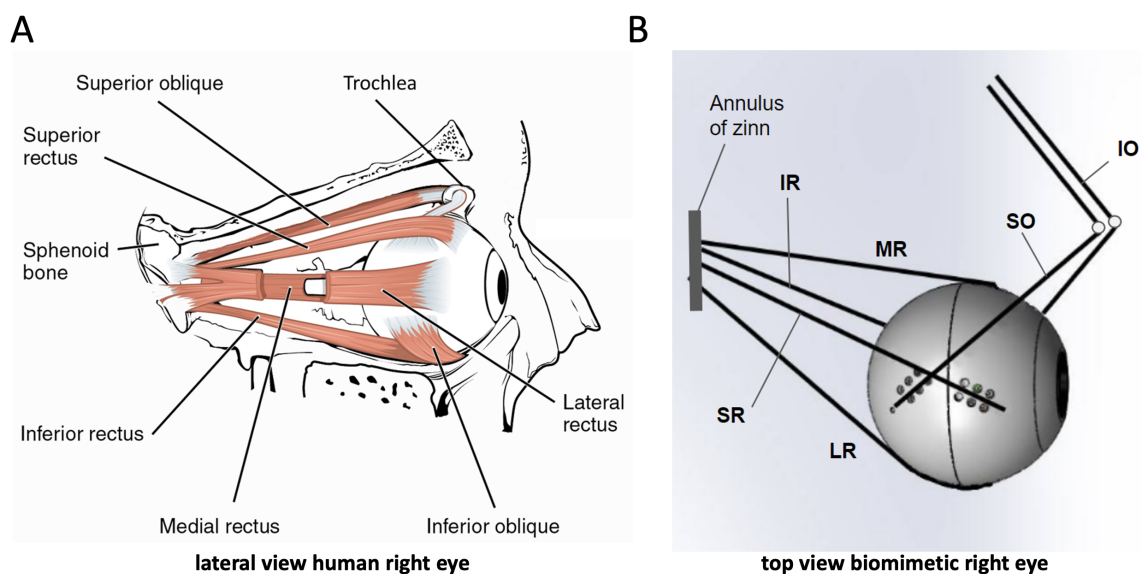 A
Superior oblique
Trochlea
Superior
rectus
Sphenoid
bone
Lateral
rectus
Inferior rectus
Medial rectus
Inferior oblique
lateral view human right eye
B
Annulus
of zinn
IO
IR
SO
MR
SR
LR
top view biomimetic right eye